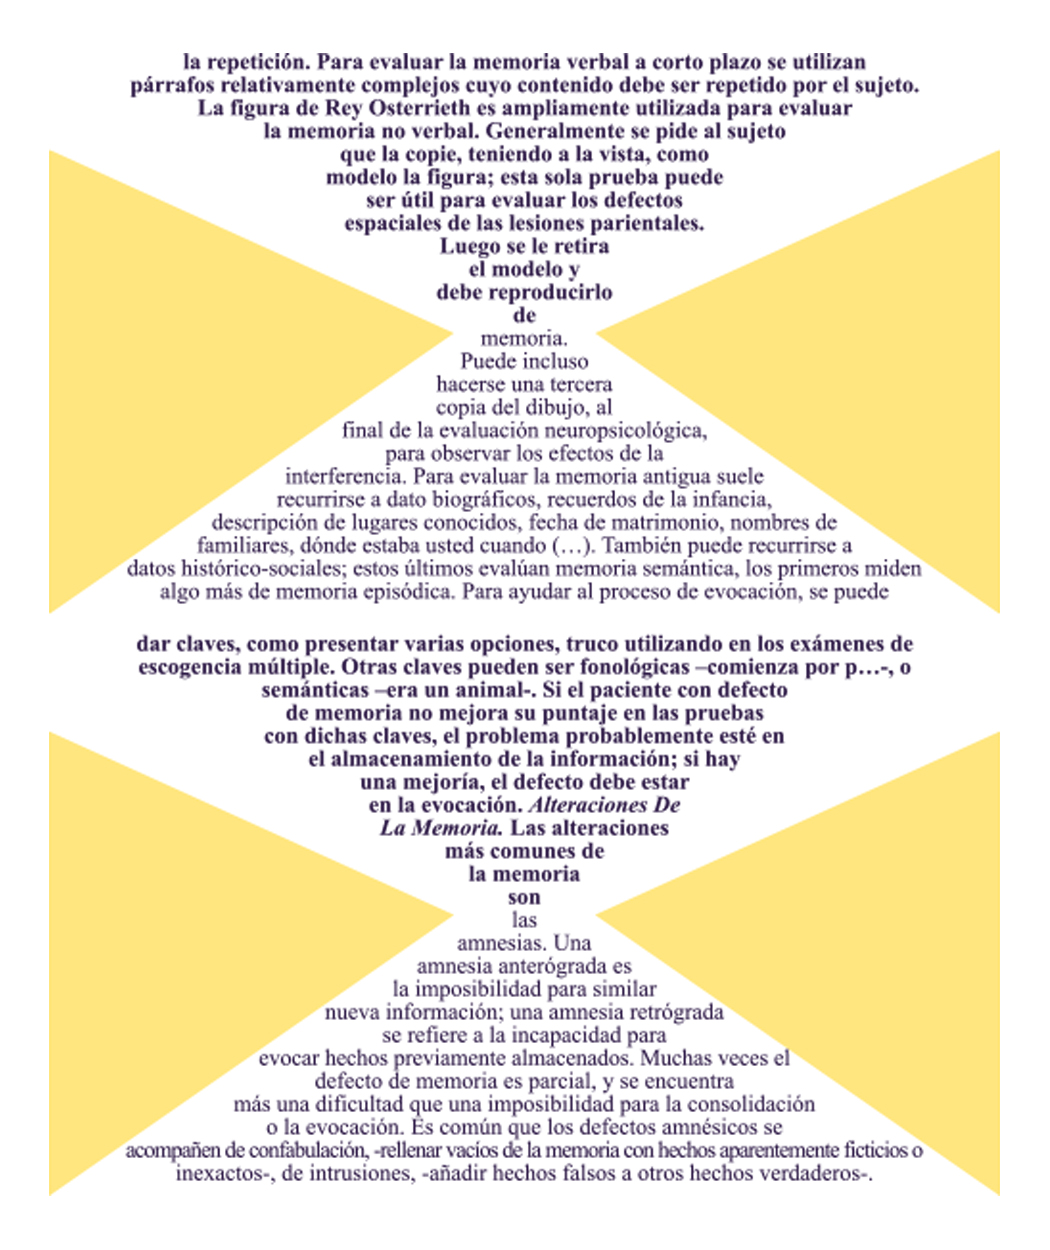 la repetición. Para evaluar la memoria verbal a corto plazo se utilizan
párrafos relativamente complejos cuyo contenido debe ser repetido por el sujeto.
La figura de Rey Osterrieth es ampliamente utilizada para evaluar
la memoria no verbal. Generalmente se pide al sujeto
que la copie, teniendo a la vista, como
modelo la figura; esta sola prueba puede
ser útil para evaluar los defectos
espaciales de las lesiones parientales.
Luego se le retira
el modelo y
debe reproducirlo
de
memoria.
Puede incluso
hacerse una tercera
copia del dibujo, al
final de la evaluación neuropsicológica,
para observar los efectos de la
interferencia. Para evaluar la memoria antigua suele
recurrirse a dato biográficos, recuerdos de la infancia,
descripción de lugares conocidos, fecha de matrimonio, nombres de
familiares, dónde estaba usted cuando (…). También puede recurrirse a
datos histórico-sociales; estos últimos evalúan memoria semántica, los primeros miden
algo más de memoria episódica. Para ayudar al proceso de evocación, se puede
dar claves, como presentar varias opciones, truco utilizando en los exámenes de
escogencia múltiple. Otras claves pueden ser fonológicas –comienza por p…-, o
semánticas –era un animal-. Si el paciente con defecto
de memoria no mejora su puntaje en las pruebas
con dichas claves, el problema probablemente esté en
el almacenamiento de la información; si hay
una mejoría, el defecto debe estar
en la evocación. Alteraciones De
La Memoria. Las alteraciones
más comunes de
la memoria
son
las
amnesias. Una
amnesia anterógrada es
la imposibilidad para similar
nueva información; una amnesia retrógrada
se refiere a la incapacidad para
evocar hechos previamente almacenados. Muchas veces el
defecto de memoria es parcial, y se encuentra
más una dificultad que una imposibilidad para la consolidación
o la evocación. Es común que los defectos amnésicos se
acompañen de confabulación, -rellenar vacíos de la memoria con hechos aparentemente ficticios o
inexactos-, de intrusiones, -añadir hechos falsos a otros hechos verdaderos-.